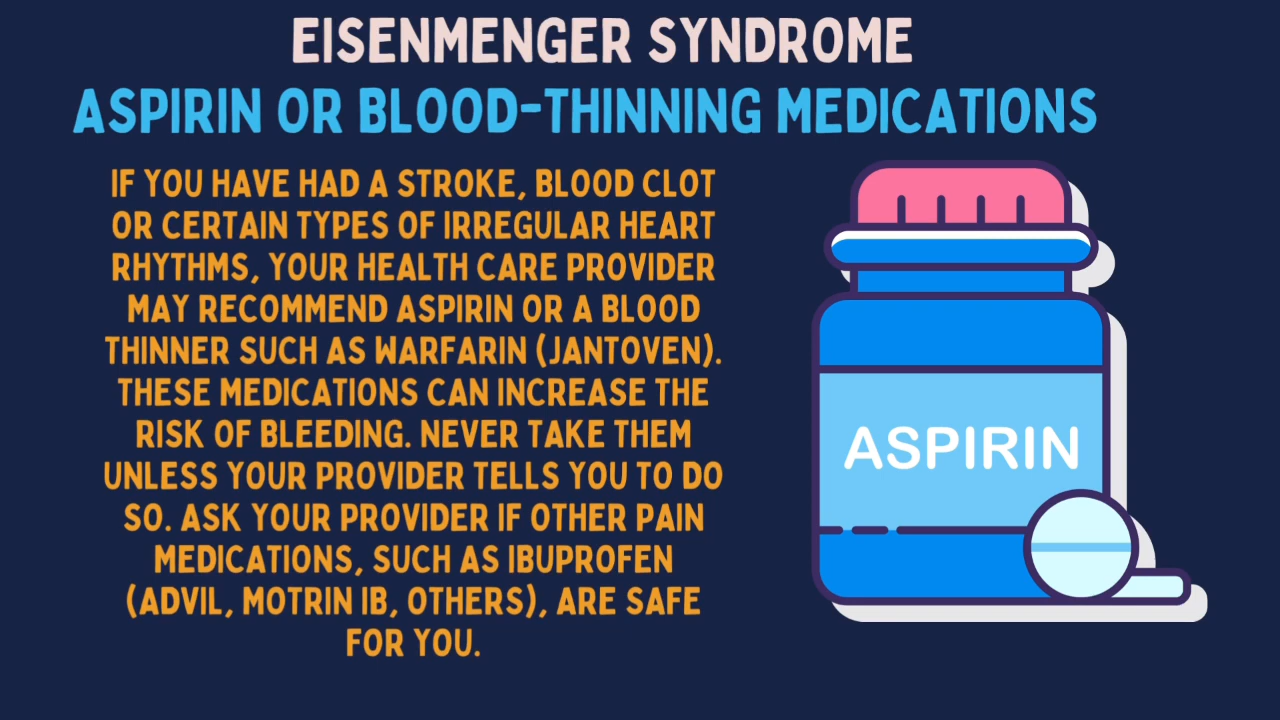 EISENMENGER SYNDROME
ASPIRIN OR BLOOD-THINNING MEDICATIONS
IF YOU HAVE HAD A STROKE, BLOOD CLOT
OR CERTAIN TYPES OF IRREGULAR HEART
RHYTHMS, YOUR HEALTH CARE PROVIDER
MAY RECOMMEND ASPIRIN OR A BLOOD
THINNER SUCH AS WARFARIN (JANTOVEN).
THESE MEDICATIONS CAN INCREASE THE
RISK OF BLEEDING. NEVER TAKE THEM
UNLESS YOUR PROVIDER TELLS YOU TO DO
SO. ASK YOUR PROVIDER IF OTHER PAIN
MEDICATIONS, SUCH AS IBUPROFEN
(ADVIL, MOTRIN IB, OTHERS), ARE SAFE
FOR YOU.
ASPIRIN